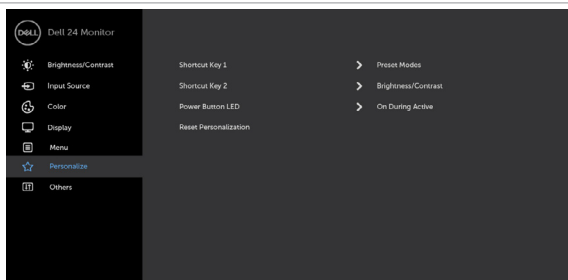 DELL Dell 24 Monitor
Brightness/Contrast
Input Source
Color
Display
Menu
Personalize
Others
Shortcut Key 1 Preset Modes
Shortcut Key 2 Brightness/Contrast
Power Button LED On During Active
Reset Personalization